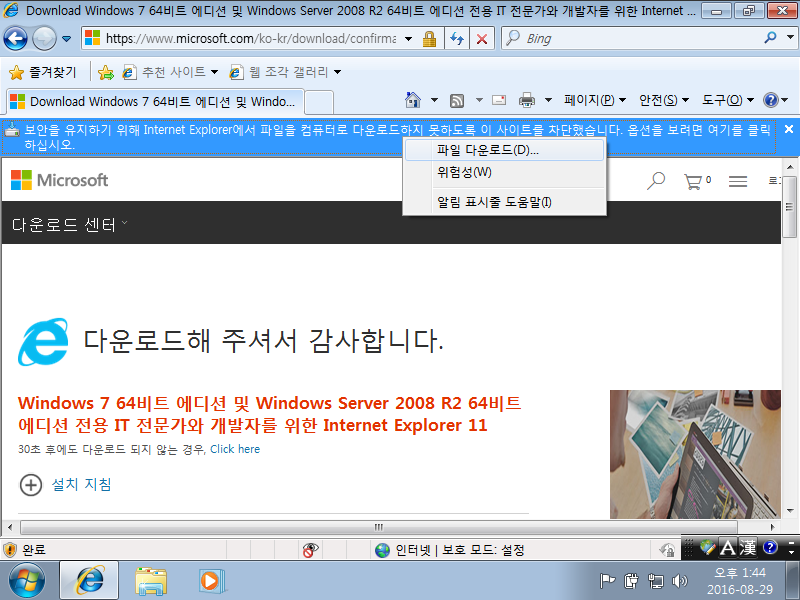 Download Windows 7 64비트 에디션 및 Windows Server 2008 R2 64비트 에디션 전용 IT 전문가와 개발자를 위한 Internet ...
https://www.microsoft.com/ko-kr/download/confirma
Bing
즐겨찾기
추천 사이트
웹 조각 갤러리
Download Windows 7 64비트 에디션 및 Windo...
페이지(P)
안전(S)
도구(O)
보안을 유지하기 위해 Internet Explorer에서 파일을 컴퓨터로 다운로드하지 못하도록 이 사이트를 차단했습니다. 옵션을 보려면 여기를 클릭
하십시오.
파일 다운로드(D)...
위험성(W)
알림 표시줄 도움말(I)
Microsoft
0
로그
다운로드 센터
다운로드해 주셔서 감사합니다.
Windows 7 64비트 에디션 및 Windows Server 2008 R2 64비트
에디션 전용 IT 전문가와 개발자를 위한 Internet Explorer 11
30초 후에도 다운로드 되지 않는 경우, Click here
설치 지침
완료
인터넷 | 보호 모드: 설정
A 漢
오후 1:44
2016-08-29